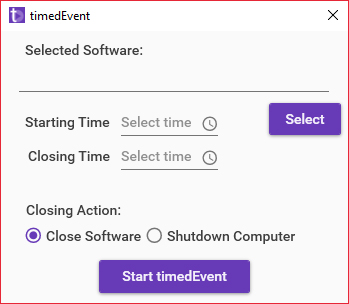 timedEvent
Selected Software:
Select
Starting Time Select time
Closing Time Select time
Closing Action:
Close Software Shutdown Computer
Start timedEvent